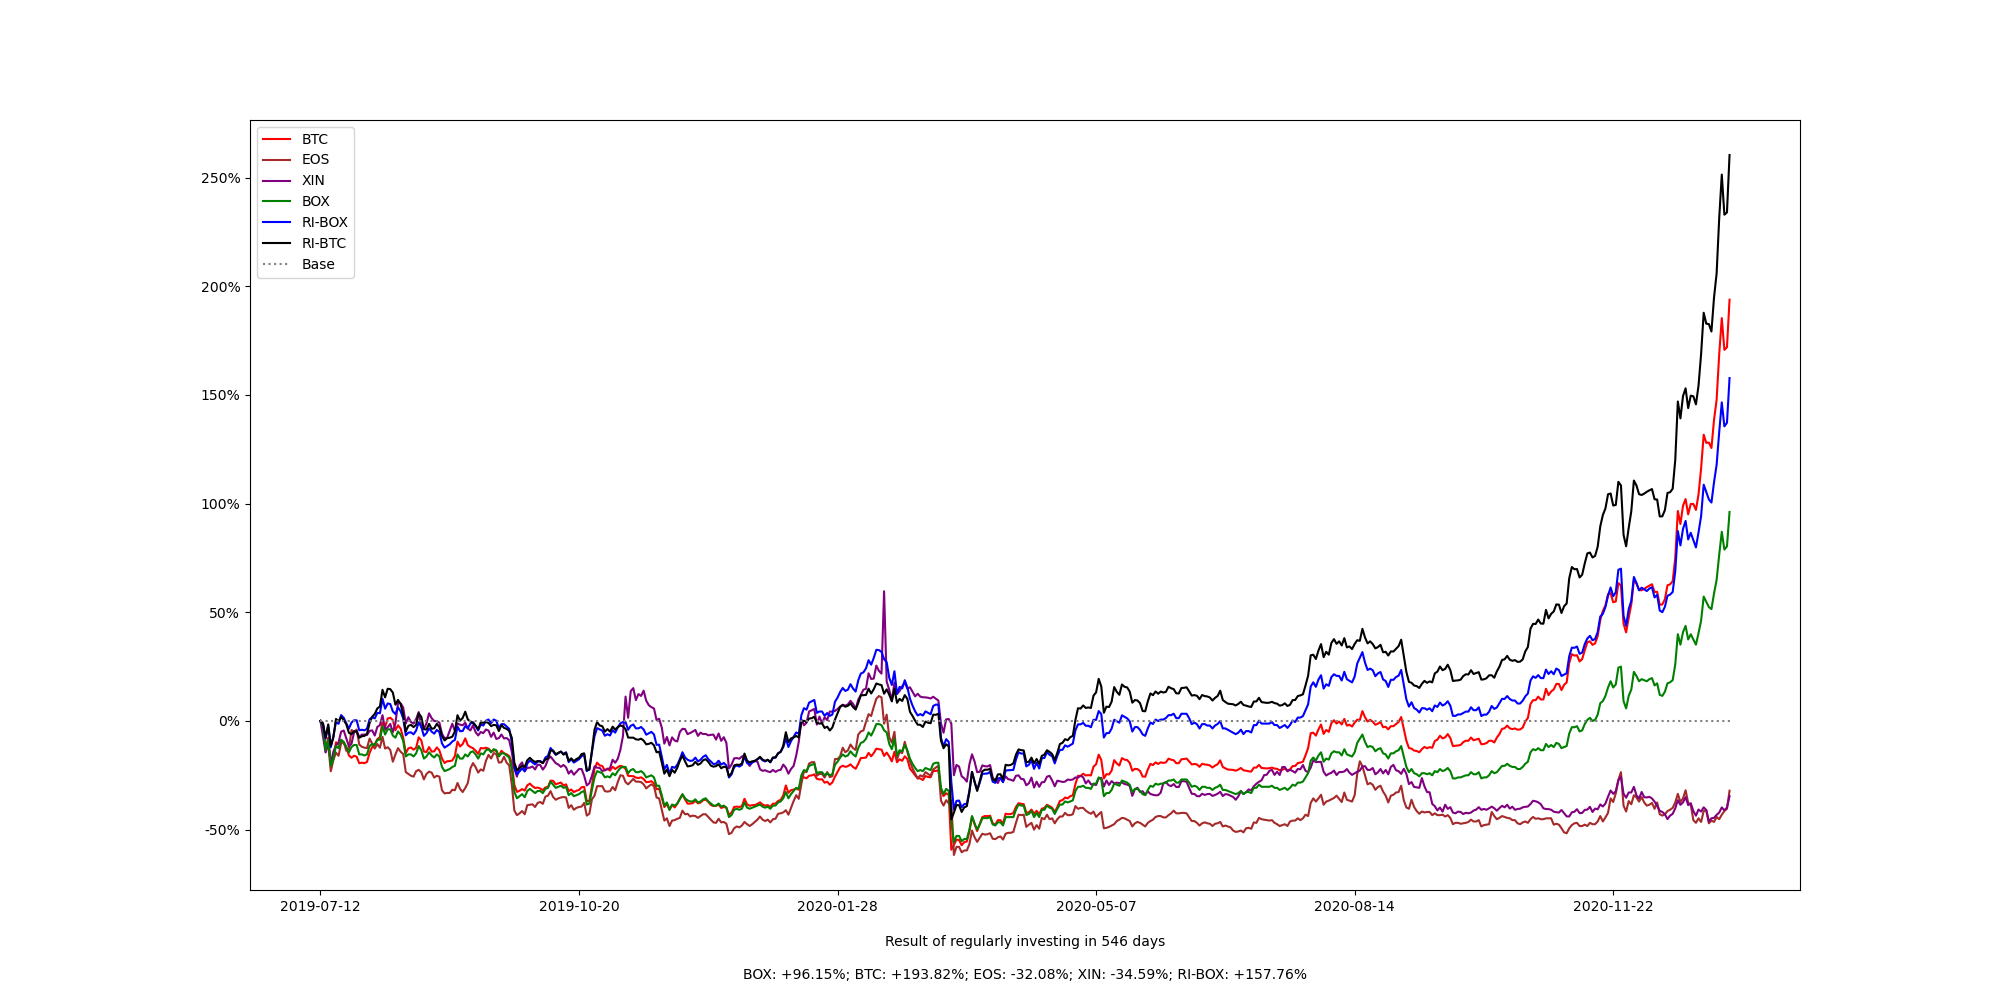 BTC
EOS
XIN
BOX
RI-BOX
RI-BTC
Base
250%
200%
150%
100%
50%
0%
-50%
2019-07-12 2019-10-20 2020-01-28 2020-05-07 2020-08-14 2020-11-22
Result of regularly investing in 546 days
BOX: +96.15%; BTC: +193.82%; EOS: -32.08%; XIN: -34.59%; RI-BOX: +157.76%